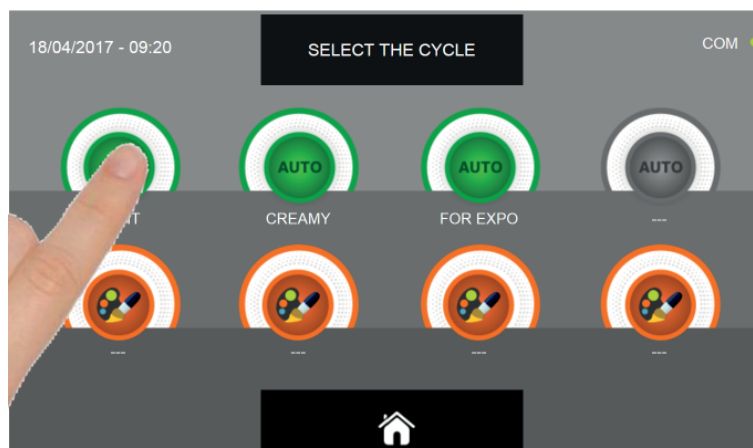 18/04/2017 - 09:20
SELECT THE CYCLE
COM
AUTO
AUTO
AUTO
CREAMY
FOR EXPO
---
---
---
---
---